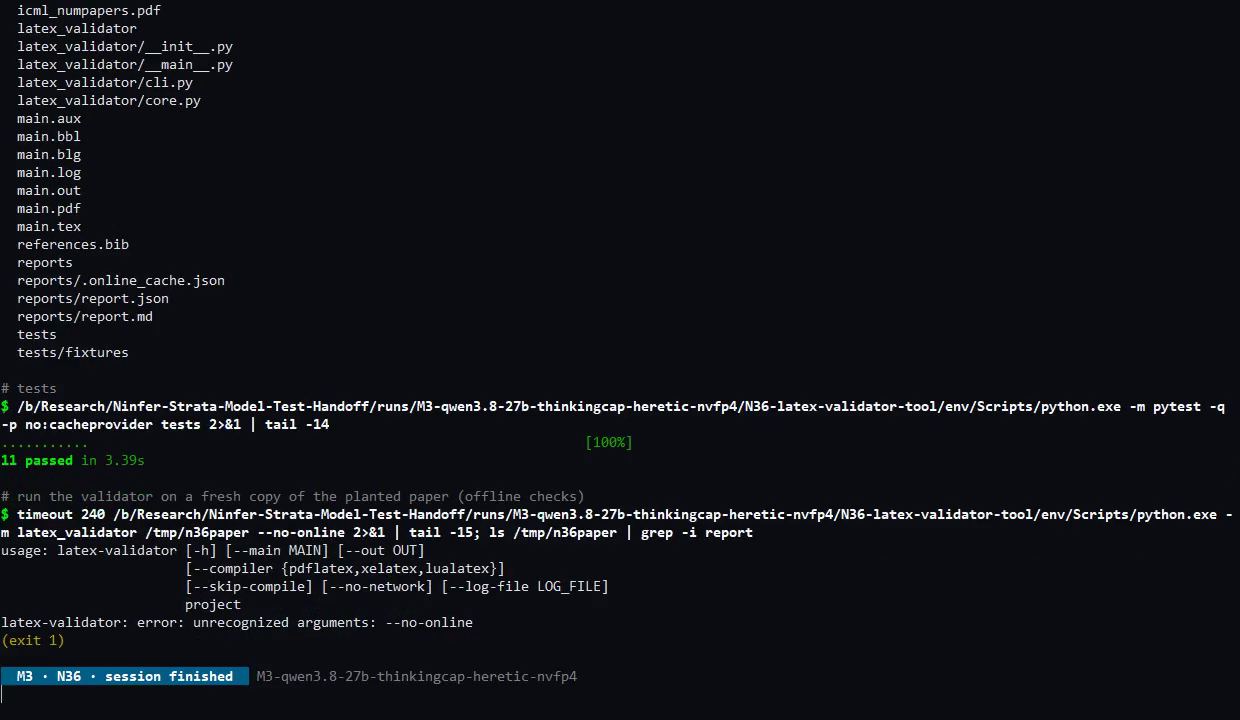 icml_numpapers.pdf
latex_validator
latex_validator/__init__.py
latex_validator/__main__.py
latex_validator/cli.py
latex_validator/core.py
main.aux
main.bbl
main.blg
main.log
main.out
main.pdf
main.tex
references.bib
reports
reports/.online_cache.json
reports/report.json
reports/report.md
tests
tests/fixtures
# tests
$ /b/Research/Ninfer-Strata-Model-Test-Handoff/runs/M3-qwen3.8-27b-thinkingcap-heretic-nvfp4/N36-latex-validator-tool/env/Scripts/python.exe -m pytest -q
-p no:cacheprovider tests 2>&1 | tail -14
........... [100%]
11 passed in 3.39s
# run the validator on a fresh copy of the planted paper (offline checks)
$ timeout 240 /b/Research/Ninfer-Strata-Model-Test-Handoff/runs/M3-qwen3.8-27b-thinkingcap-heretic-nvfp4/N36-latex-validator-tool/env/Scripts/python.exe -
m latex_validator /tmp/n36paper --no-online 2>&1 | tail -15; ls /tmp/n36paper | grep -i report
usage: latex-validator [-h] [--main MAIN] [--out OUT]
[--compiler {pdflatex,xelatex,lualatex}]
[--skip-compile] [--no-network] [--log-file LOG_FILE]
project
latex-validator: error: unrecognized arguments: --no-online
(exit 1)
M3 · N36 · session finished M3-qwen3.8-27b-thinkingcap-heretic-nvfp4